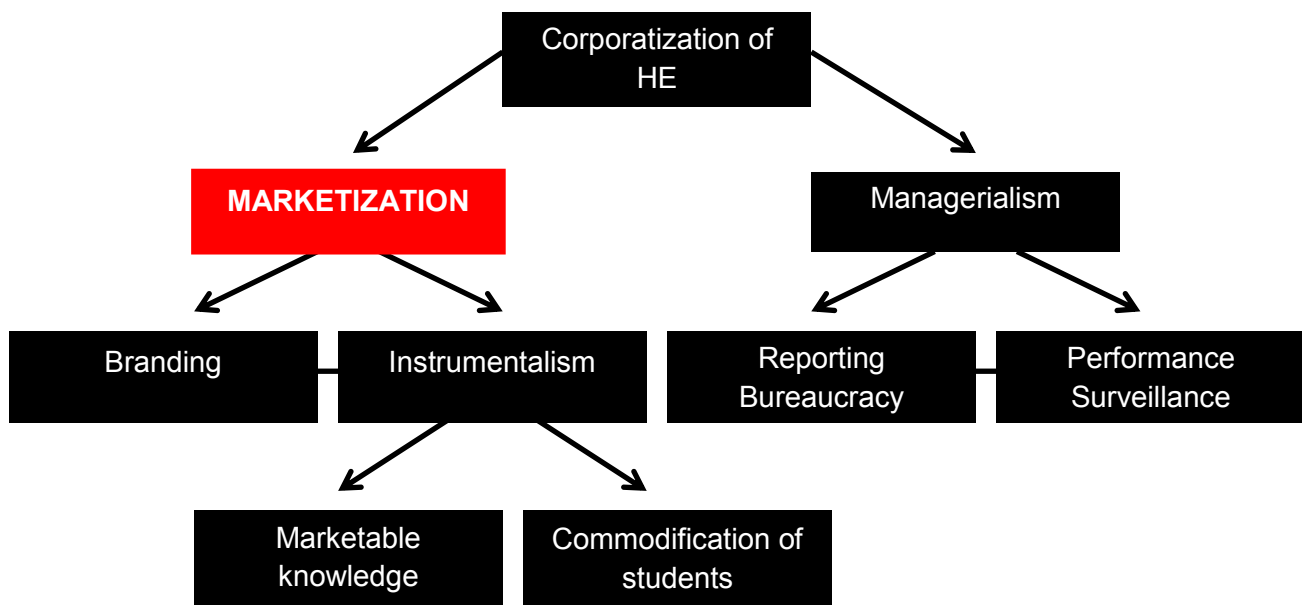 Corporatization of
HE
MARKETIZATION
Managerialism
Branding
Instrumentalism
Reporting
Bureaucracy
Performance
Surveillance
Marketable
knowledge
Commodification of
students